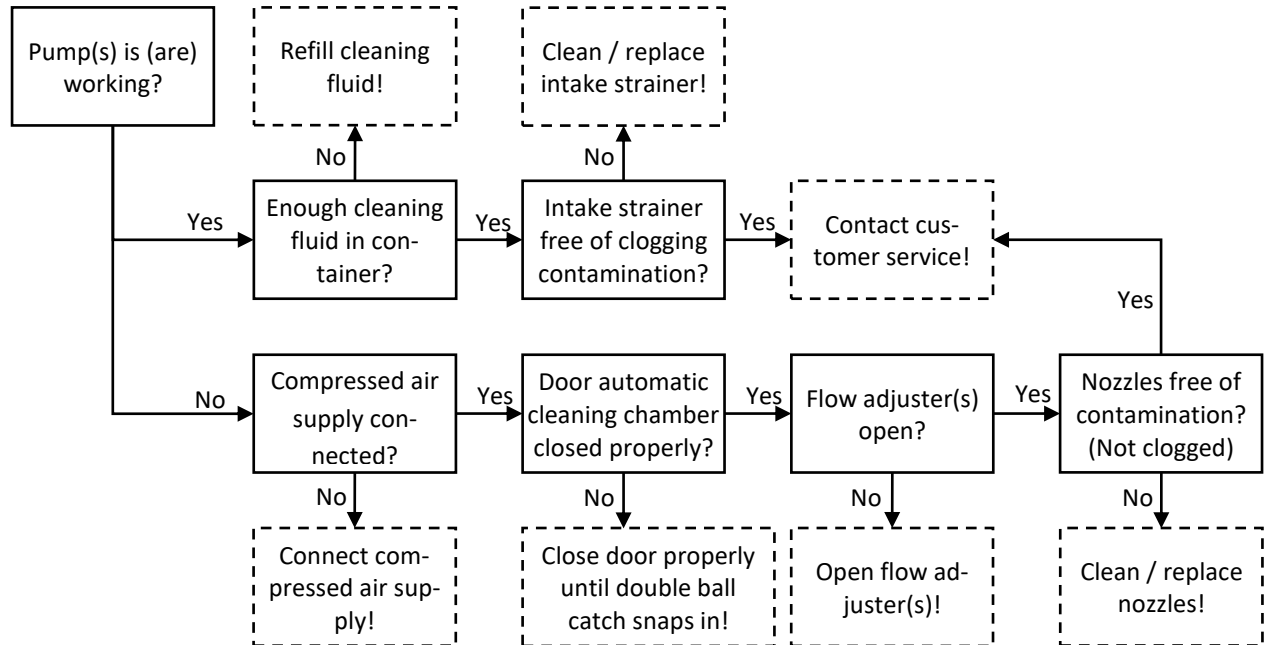 Pump(s) is (are)
working?
Refill cleaning
fluid!
Clean / replace
intake strainer!
No
No
Yes
Enough cleaning
fluid in con-
tainer?
Yes
Intake strainer
free of clogging
contamination?
Yes
Contact cus-
tomer service!
Yes
No
Compressed air
supply con-
nected?
Yes
Door automatic
cleaning chamber
closed properly?
Yes
Flow adjuster(s)
open?
Yes
Nozzles free of
contamination?
(Not clogged)
No
No
No
No
Connect com-
pressed air sup-
ply!
Close door properly
until double ball
catch snaps in!
Open flow ad-
juster(s)!
Clean / replace
nozzles!